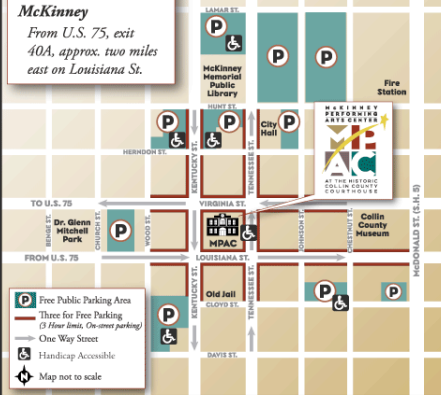 McKinney
From U.S. 75, exit
40A, approx. two miles
east on Louisiana St.
LAMAR ST.
P
P
P
McKinney
Memorial
Public
Library
Fire
Station
HUNT ST.
P
P
City
Hall
P
HERNDON ST.
KENTUCKY ST.
TENNESSEE ST.
McKINNEY
PERFORMING
ARTS CENTER
MPAC
AT THE HISTORIC
COLLIN COUNTY
COURTHOUSE
TO U.S. 75
VIRGINIA ST.
BENGE ST.
Dr. Glenn
Mitchell
Park
CHURCH ST.
P
WOOD ST.
MPAC
JOHNSON ST.
CHESTNUT ST.
Collin
County
Museum
McDONALD ST. (S.H. 5)
FROM U.S. 75
LOUISIANA ST.
KENTUCKY ST.
Old Jail
CLOYD ST.
TENNESSEE ST.
P
P
P
DAVIS ST.
P Free Public Parking Area
Three for Free Parking
(3 Hour limit, On-street parking)
One Way Street
Handicap Accessible
N Map not to scale